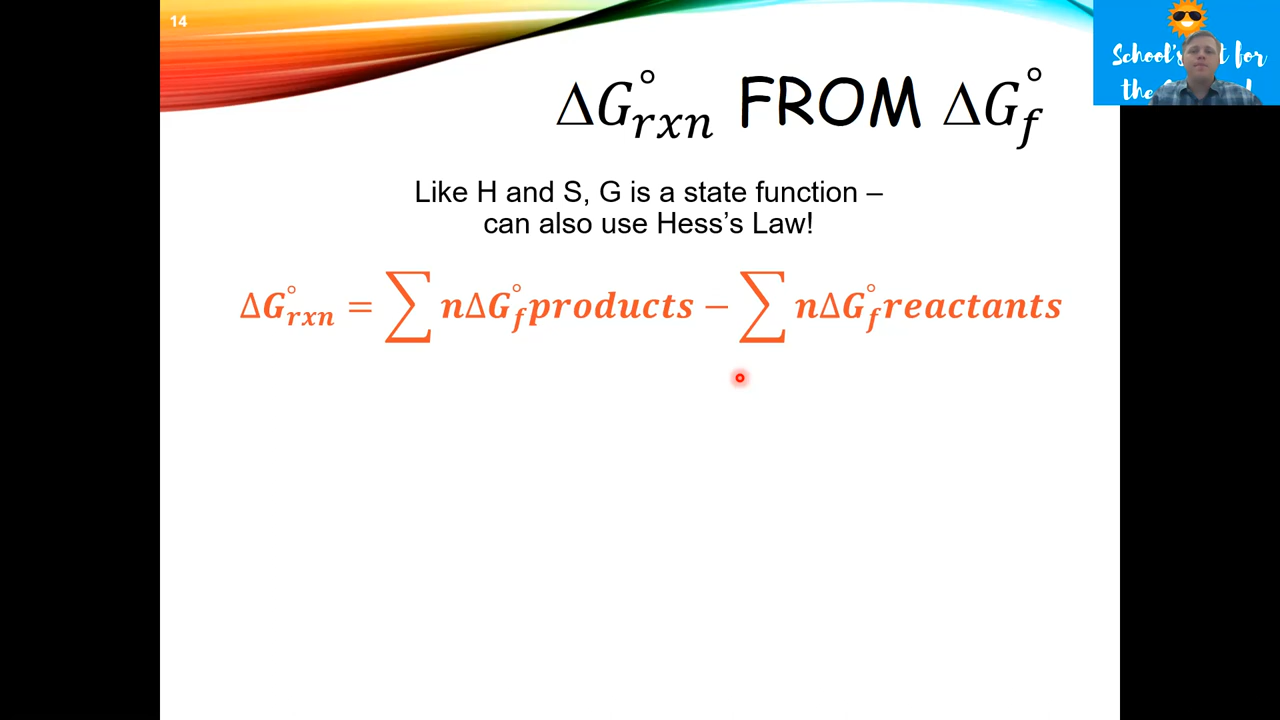 14
School's t for
the
ΔG°rxn FROM ΔG°f
Like H and S, G is a state function –
can also use Hess's Law!
ΔG°rxn = ∑ nΔG°f products − ∑ nΔG°f reactants